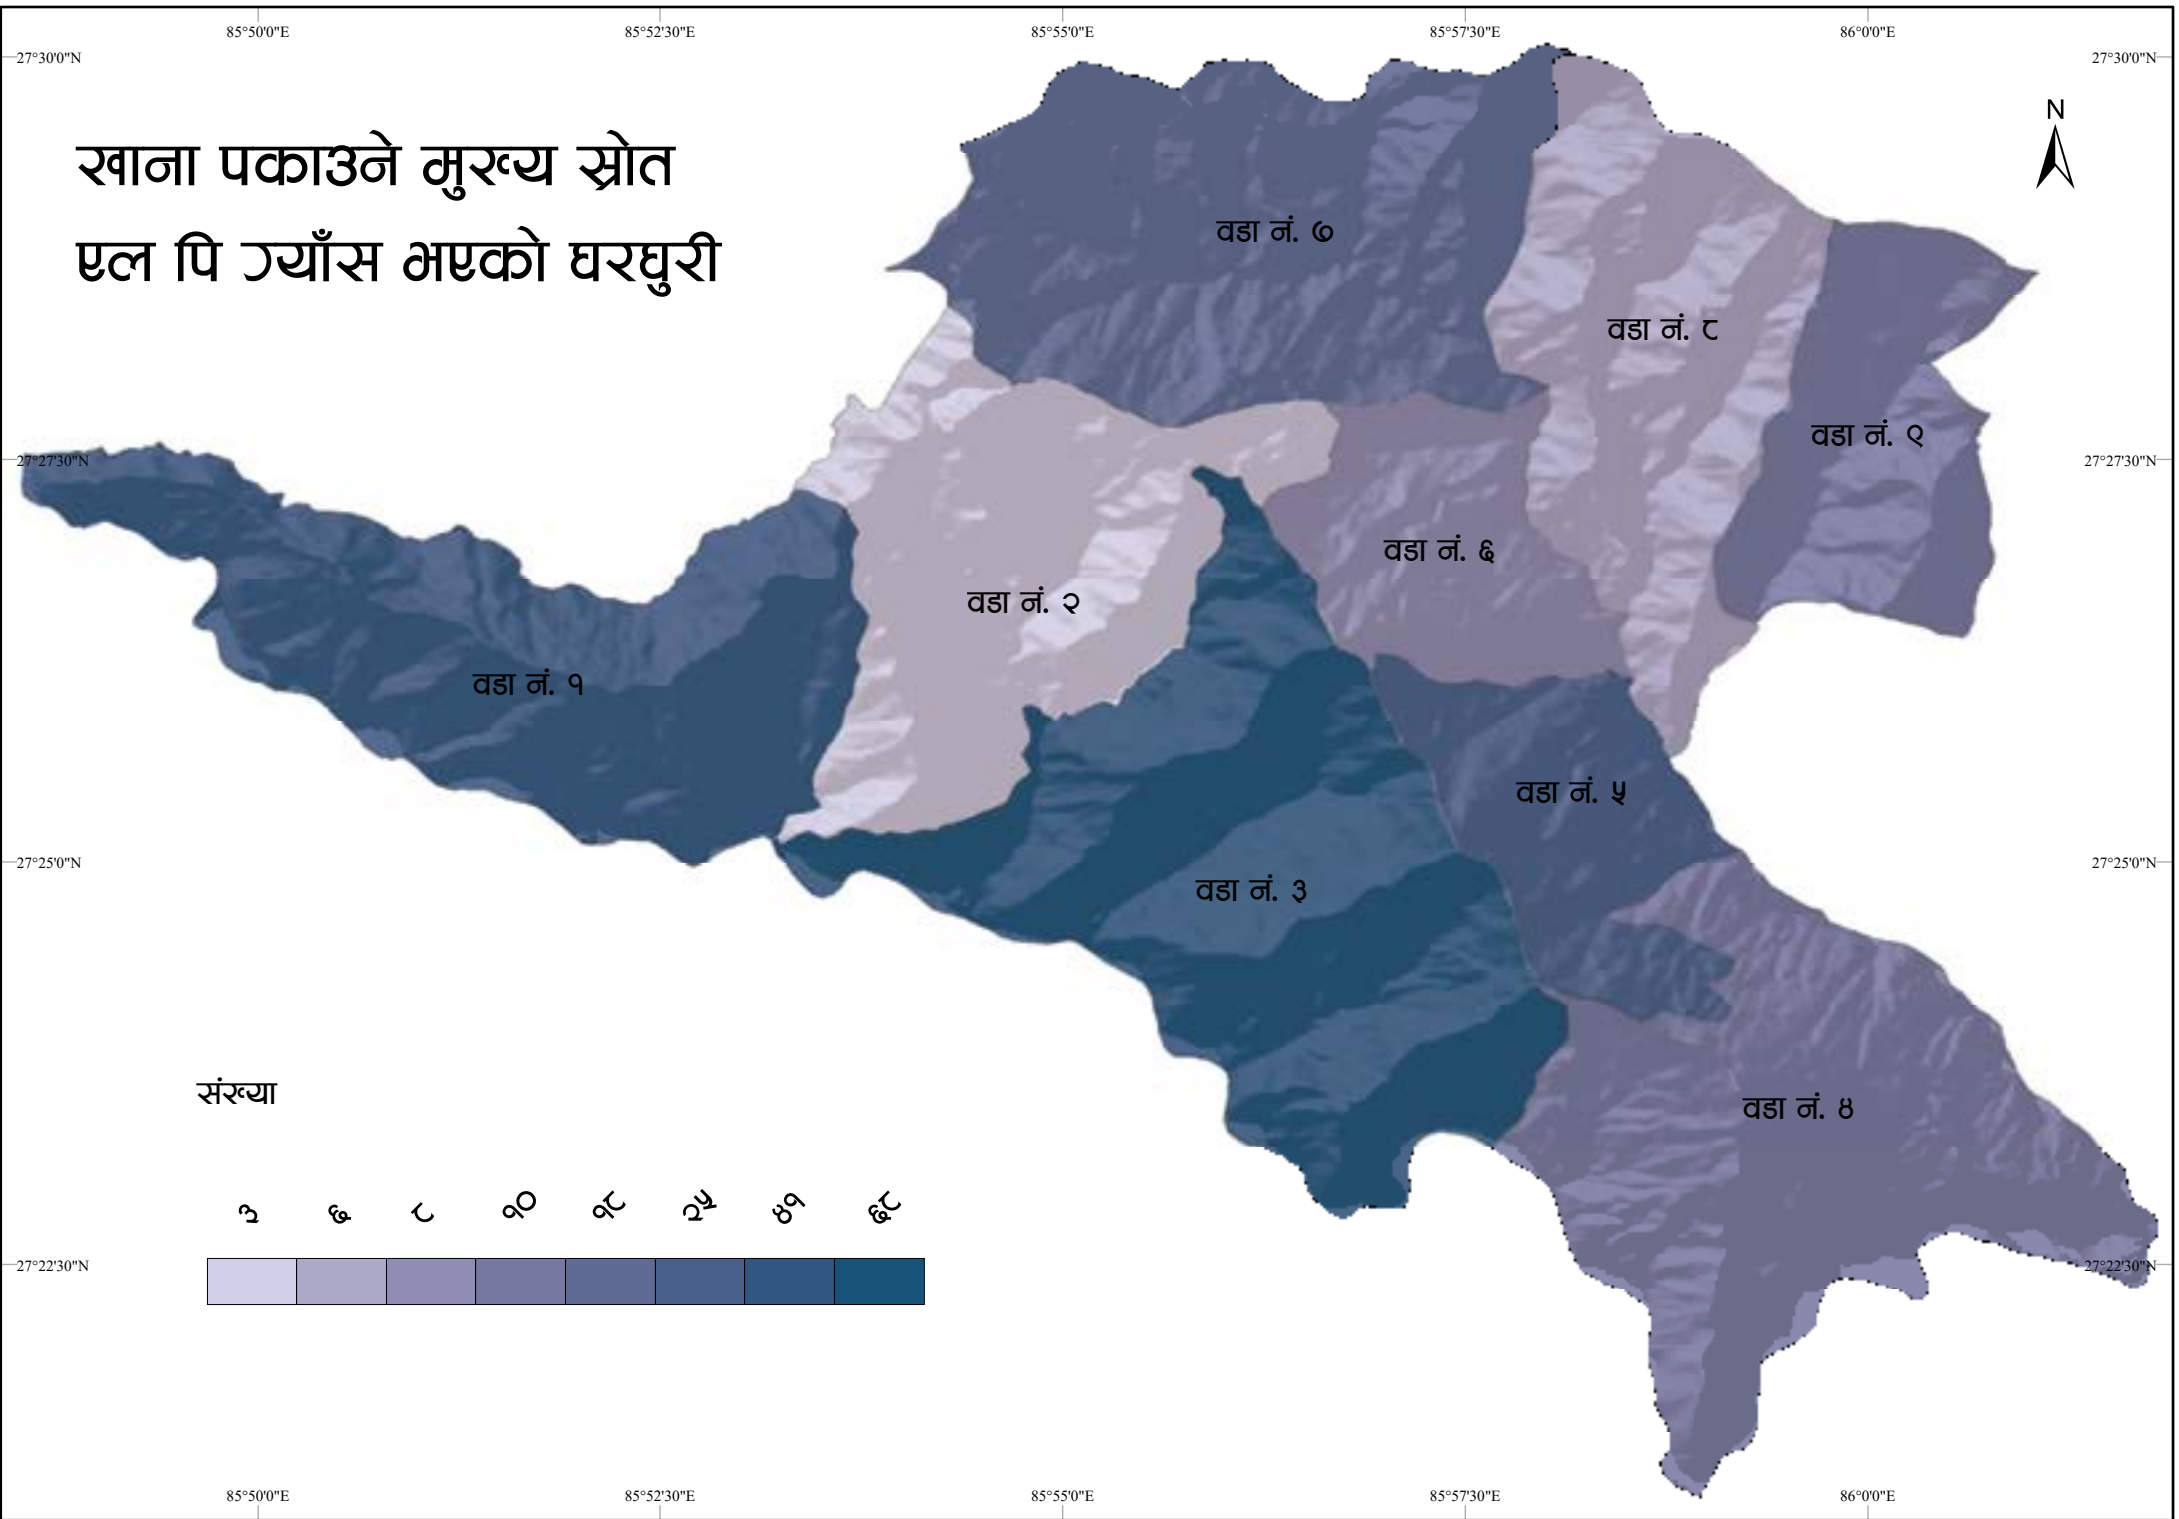 85°50'0"E 85°52'30"E 85°55'0"E 85°57'30"E 86°0'0"E
27°30'0"N 27°30'0"N
N
खाना पकाउने मुख्य स्रोत
एल पि ग्याँस भएको घरघुरी
वडा नं. ७
वडा नं. ८
वडा नं. ९
27°27'30"N 27°27'30"N
वडा नं. ६
वडा नं. २
वडा नं. १
वडा नं. ५
27°25'0"N 27°25'0"N
वडा नं. ३
संख्या
वडा नं. ४
३ ६ ८ १० १८ २५ ४१ ६८
27°22'30"N 27°22'30"N
85°50'0"E 85°52'30"E 85°55'0"E 85°57'30"E 86°0'0"E